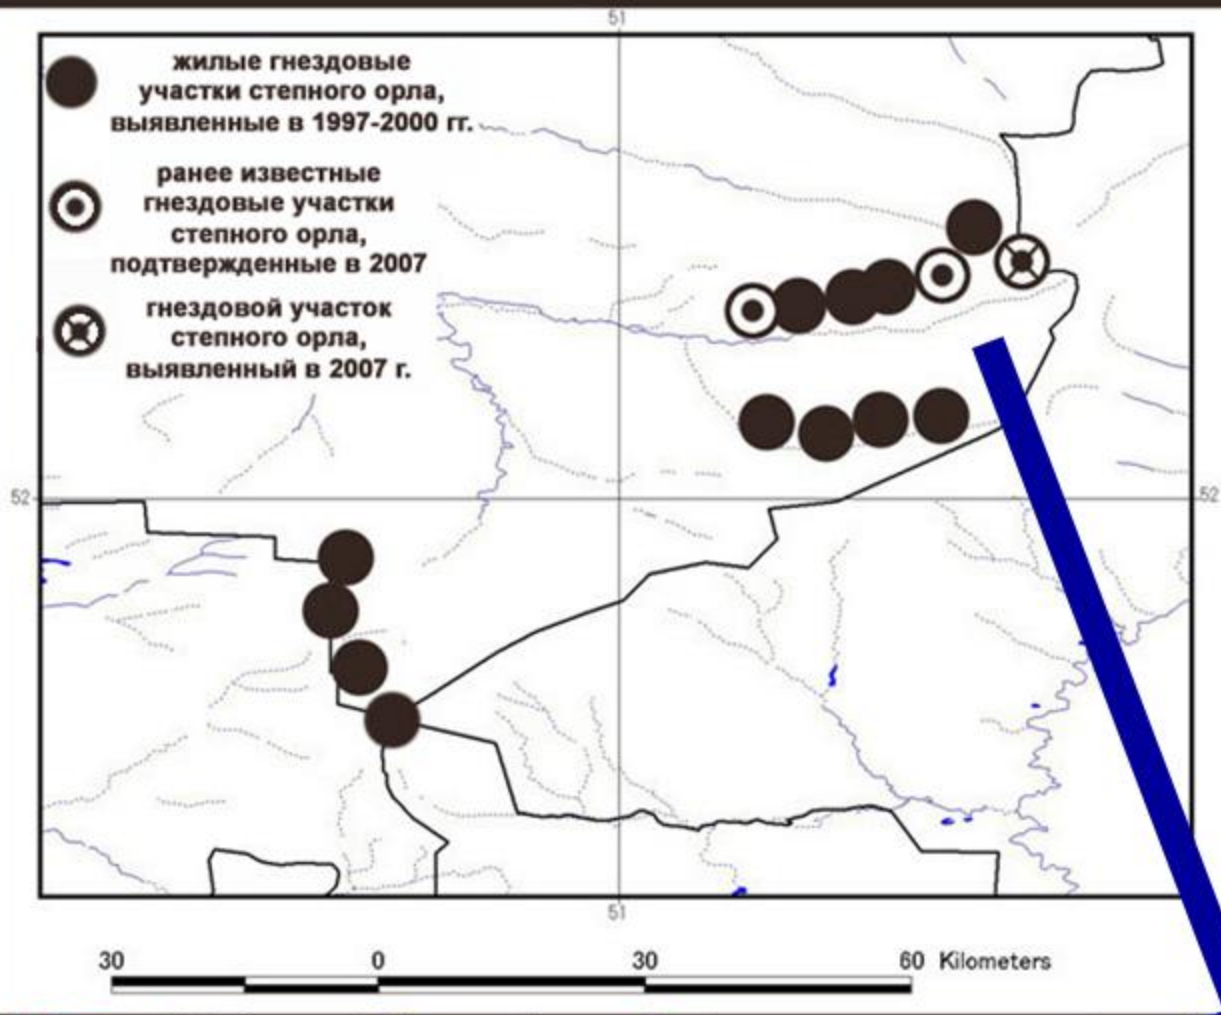 51
жилые гнездовые
участки степного орла,
выявленные в 1997-2000 гг.
ранее известные
гнездовые участки
степного орла,
подтвержденные в 2007
гнездовой участок
степного орла,
выявленный в 2007 г.
52 52
51
30 0 30 60 Kilometers